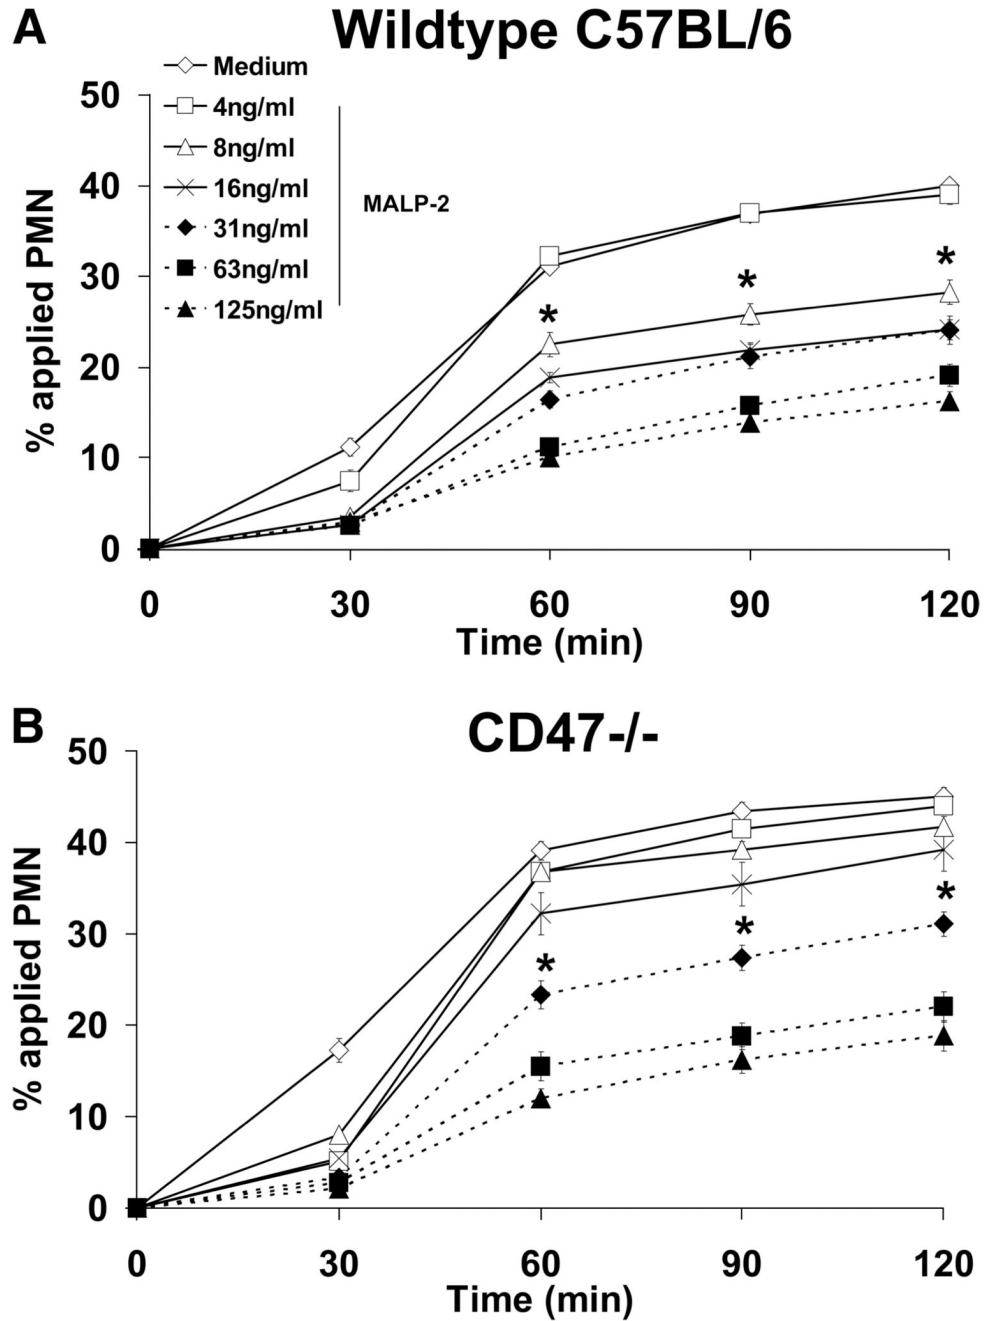 A
Wildtype C57BL/6
Medium
4ng/ml
8ng/ml
16ng/ml
31ng/ml
63ng/ml
125ng/ml
MALP-2
50
40
30
20
10
0
% applied PMN
*
*
*
0 30 60 90 120
Time (min)
B
CD47-/-
50
40
30
20
10
0
% applied PMN
*
*
*
0 30 60 90 120
Time (min)